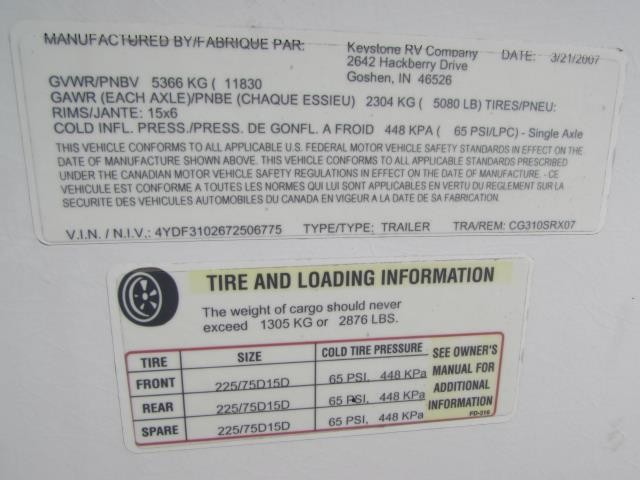 MANUFACTURED BY/FABRIQUE PAR: Keystone RV Company DATE: 3/21/2007
2642 Hackberry Drive
Goshen, IN 46526
GVWR/PNBV 5366 KG ( 11830
GAWR (EACH AXLE)/PNBE (CHAQUE ESSIEU) 2304 KG ( 5080 LB) TIRES/PNEU:
RIMS/JANTE: 15x6
COLD INFL. PRESS./PRESS. DE GONFL. A FROID 448 KPA ( 65 PSI/LPC) - Single Axle
THIS VEHICLE CONFORMS TO ALL APPLICABLE U.S. FEDERAL MOTOR VEHICLE SAFETY STANDARDS IN EFFECT ON THE
DATE OF MANUFACTURE SHOWN ABOVE. THIS VEHICLE CONFORMS TO ALL APPLICABLE STANDARDS PRESCRIBED
UNDER THE CANADIAN MOTOR VEHICLE SAFETY REGULATIONS IN EFFECT ON THE DATE OF MANUFACTURE - CE
VEHICULE EST CONFORME A TOUTES LES NORMES QUI LUI SONT APPLICABLES EN VERTU DU REGLEMENT SUR LA
SECURITE DES VEHICULES AUTOMOBILES DU CANADA EN VIGEUR A LA DATE DE SA FABRICATION.
V.I.N. / N.I.V.: 4YDF3102672506775 TYPE/TYPE: TRAILER TRA/REM: CG310SRX07
TIRE AND LOADING INFORMATION
The weight of cargo should never
exceed 1305 KG or 2876 LBS.
TIRE SIZE COLD TIRE PRESSURE SEE OWNER'S
MANUAL FOR
ADDITIONAL
INFORMATION
FRONT 225/75D15D 65 PSI, 448 KPa
REAR 225/75D15D 65 PSI, 448 KPa
SPARE 225/75D15D 65 PSI, 448 KPa
FD-216